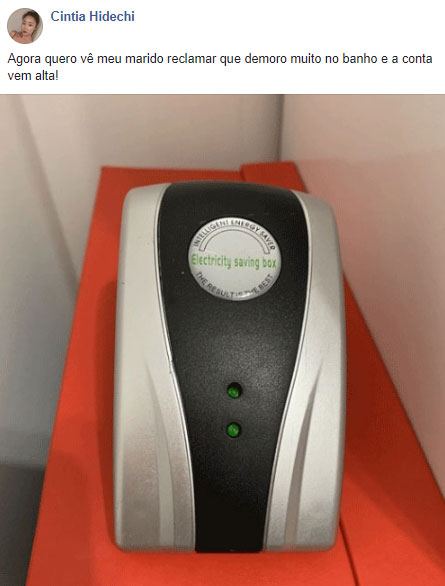 Cintia Hidechi
Agora quero vê meu marido reclamar que demoro muito no banho e a conta
vem alta!
INTELLIGENT ENERGY SAVER
Electricity saving box
THE RESULT IS THE BEST